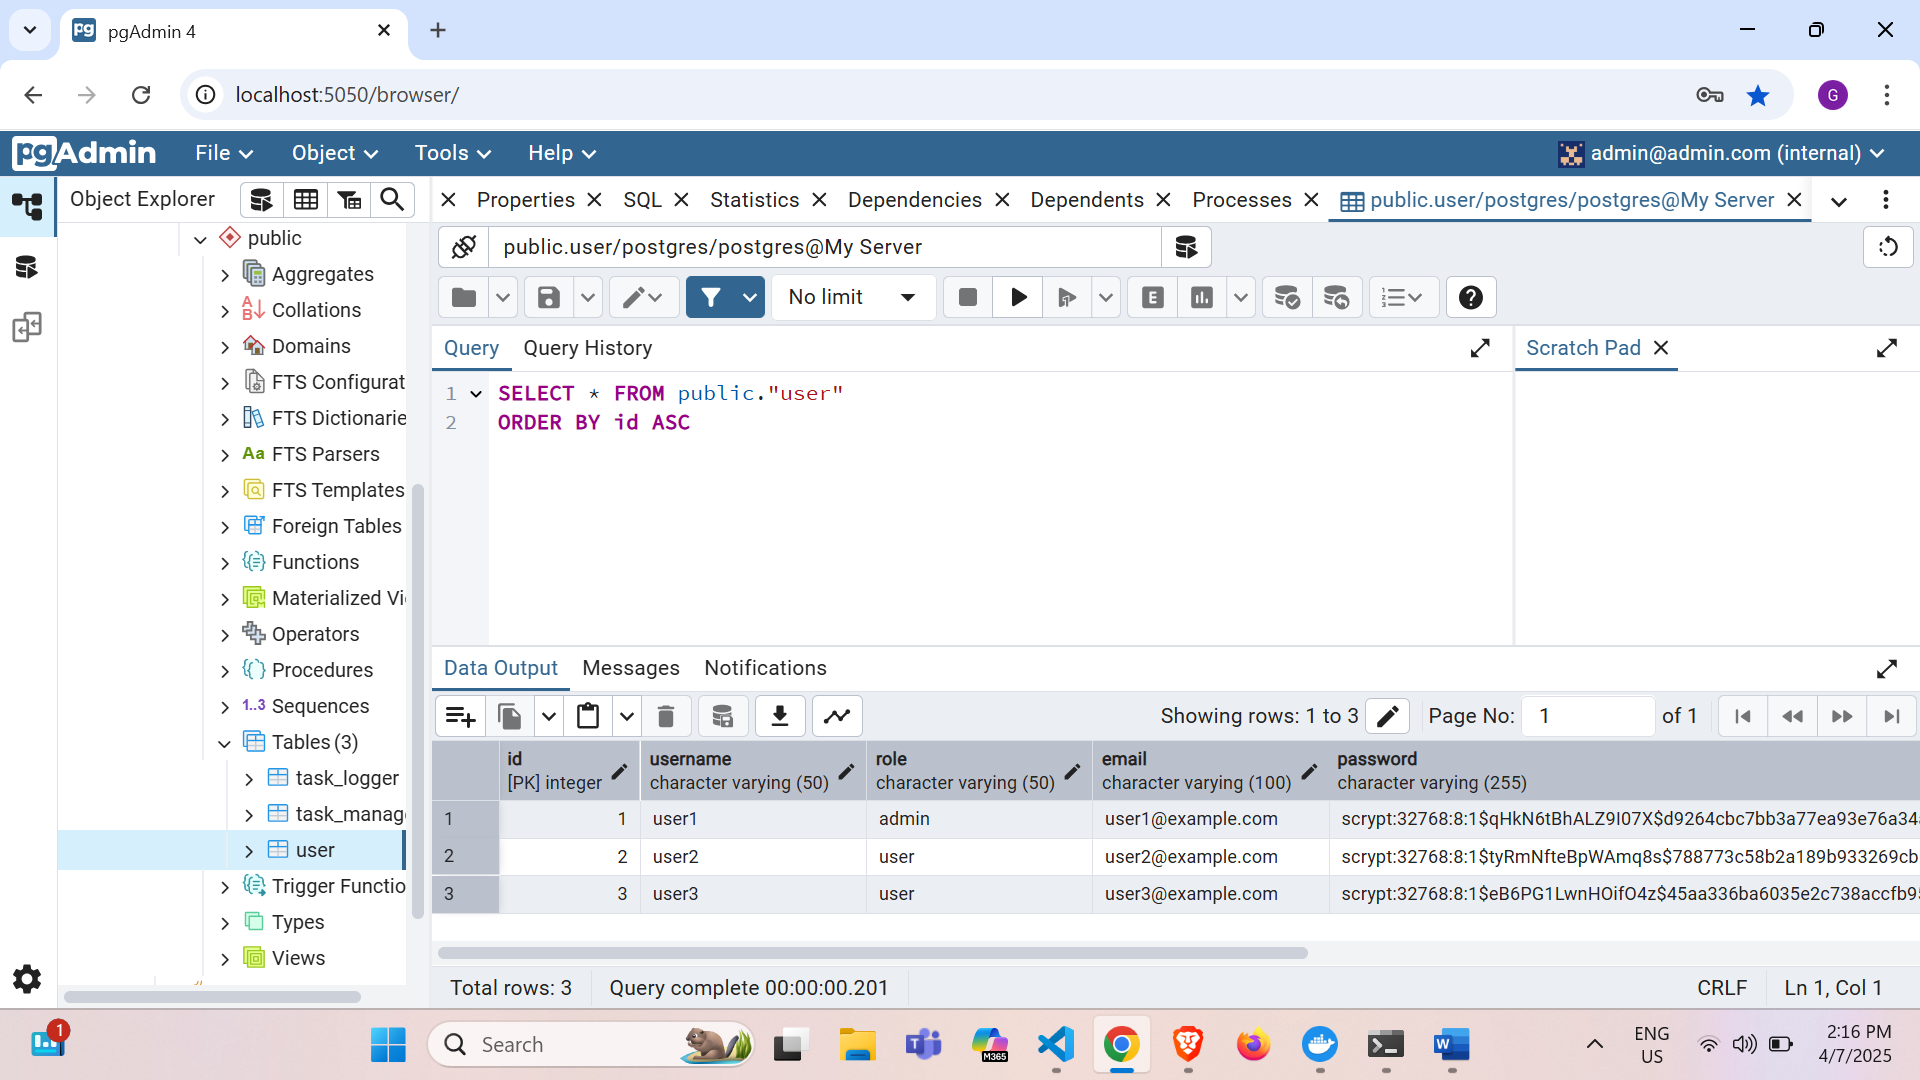 pgAdmin 4
localhost:5050/browser/
G
pgAdmin File Object Tools Help admin@admin.com (internal)
Object Explorer
Properties SQL Statistics Dependencies Dependents Processes public.user/postgres/postgres@My Server
public.user/postgres/postgres@My Server
No limit
E
Query Query History
Scratch Pad
1 SELECT * FROM public."user"
2 ORDER BY id ASC
public
Aggregates
Collations
Domains
FTS Configurat
FTS Dictionarie
Aa FTS Parsers
FTS Templates
Foreign Tables
Functions
Materialized Vi
Operators
Procedures
1..3 Sequences
Tables (3)
task_logger
task_manag
user
Trigger Functio
Types
Views
Data Output Messages Notifications
Showing rows: 1 to 3 Page No: 1 of 1
id username role email password
[PK] integer character varying (50) character varying (50) character varying (100) character varying (255)
1 1 user1 admin user1@example.com scrypt:32768:8:1$qHkN6tBhALZ9I07X$d9264cbc7bb3a77ea93e76a34
2 2 user2 user user2@example.com scrypt:32768:8:1$tyRmNfteBpWAmq8s$788773c58b2a189b933269cb
3 3 user3 user user3@example.com scrypt:32768:8:1$eB6PG1LwnHOifO4z$45aa336ba6035e2c738accfb9
Total rows: 3 Query complete 00:00:00.201 CRLF Ln 1, Col 1
1
Search
M365
ENG
US
2:16 PM
4/7/2025